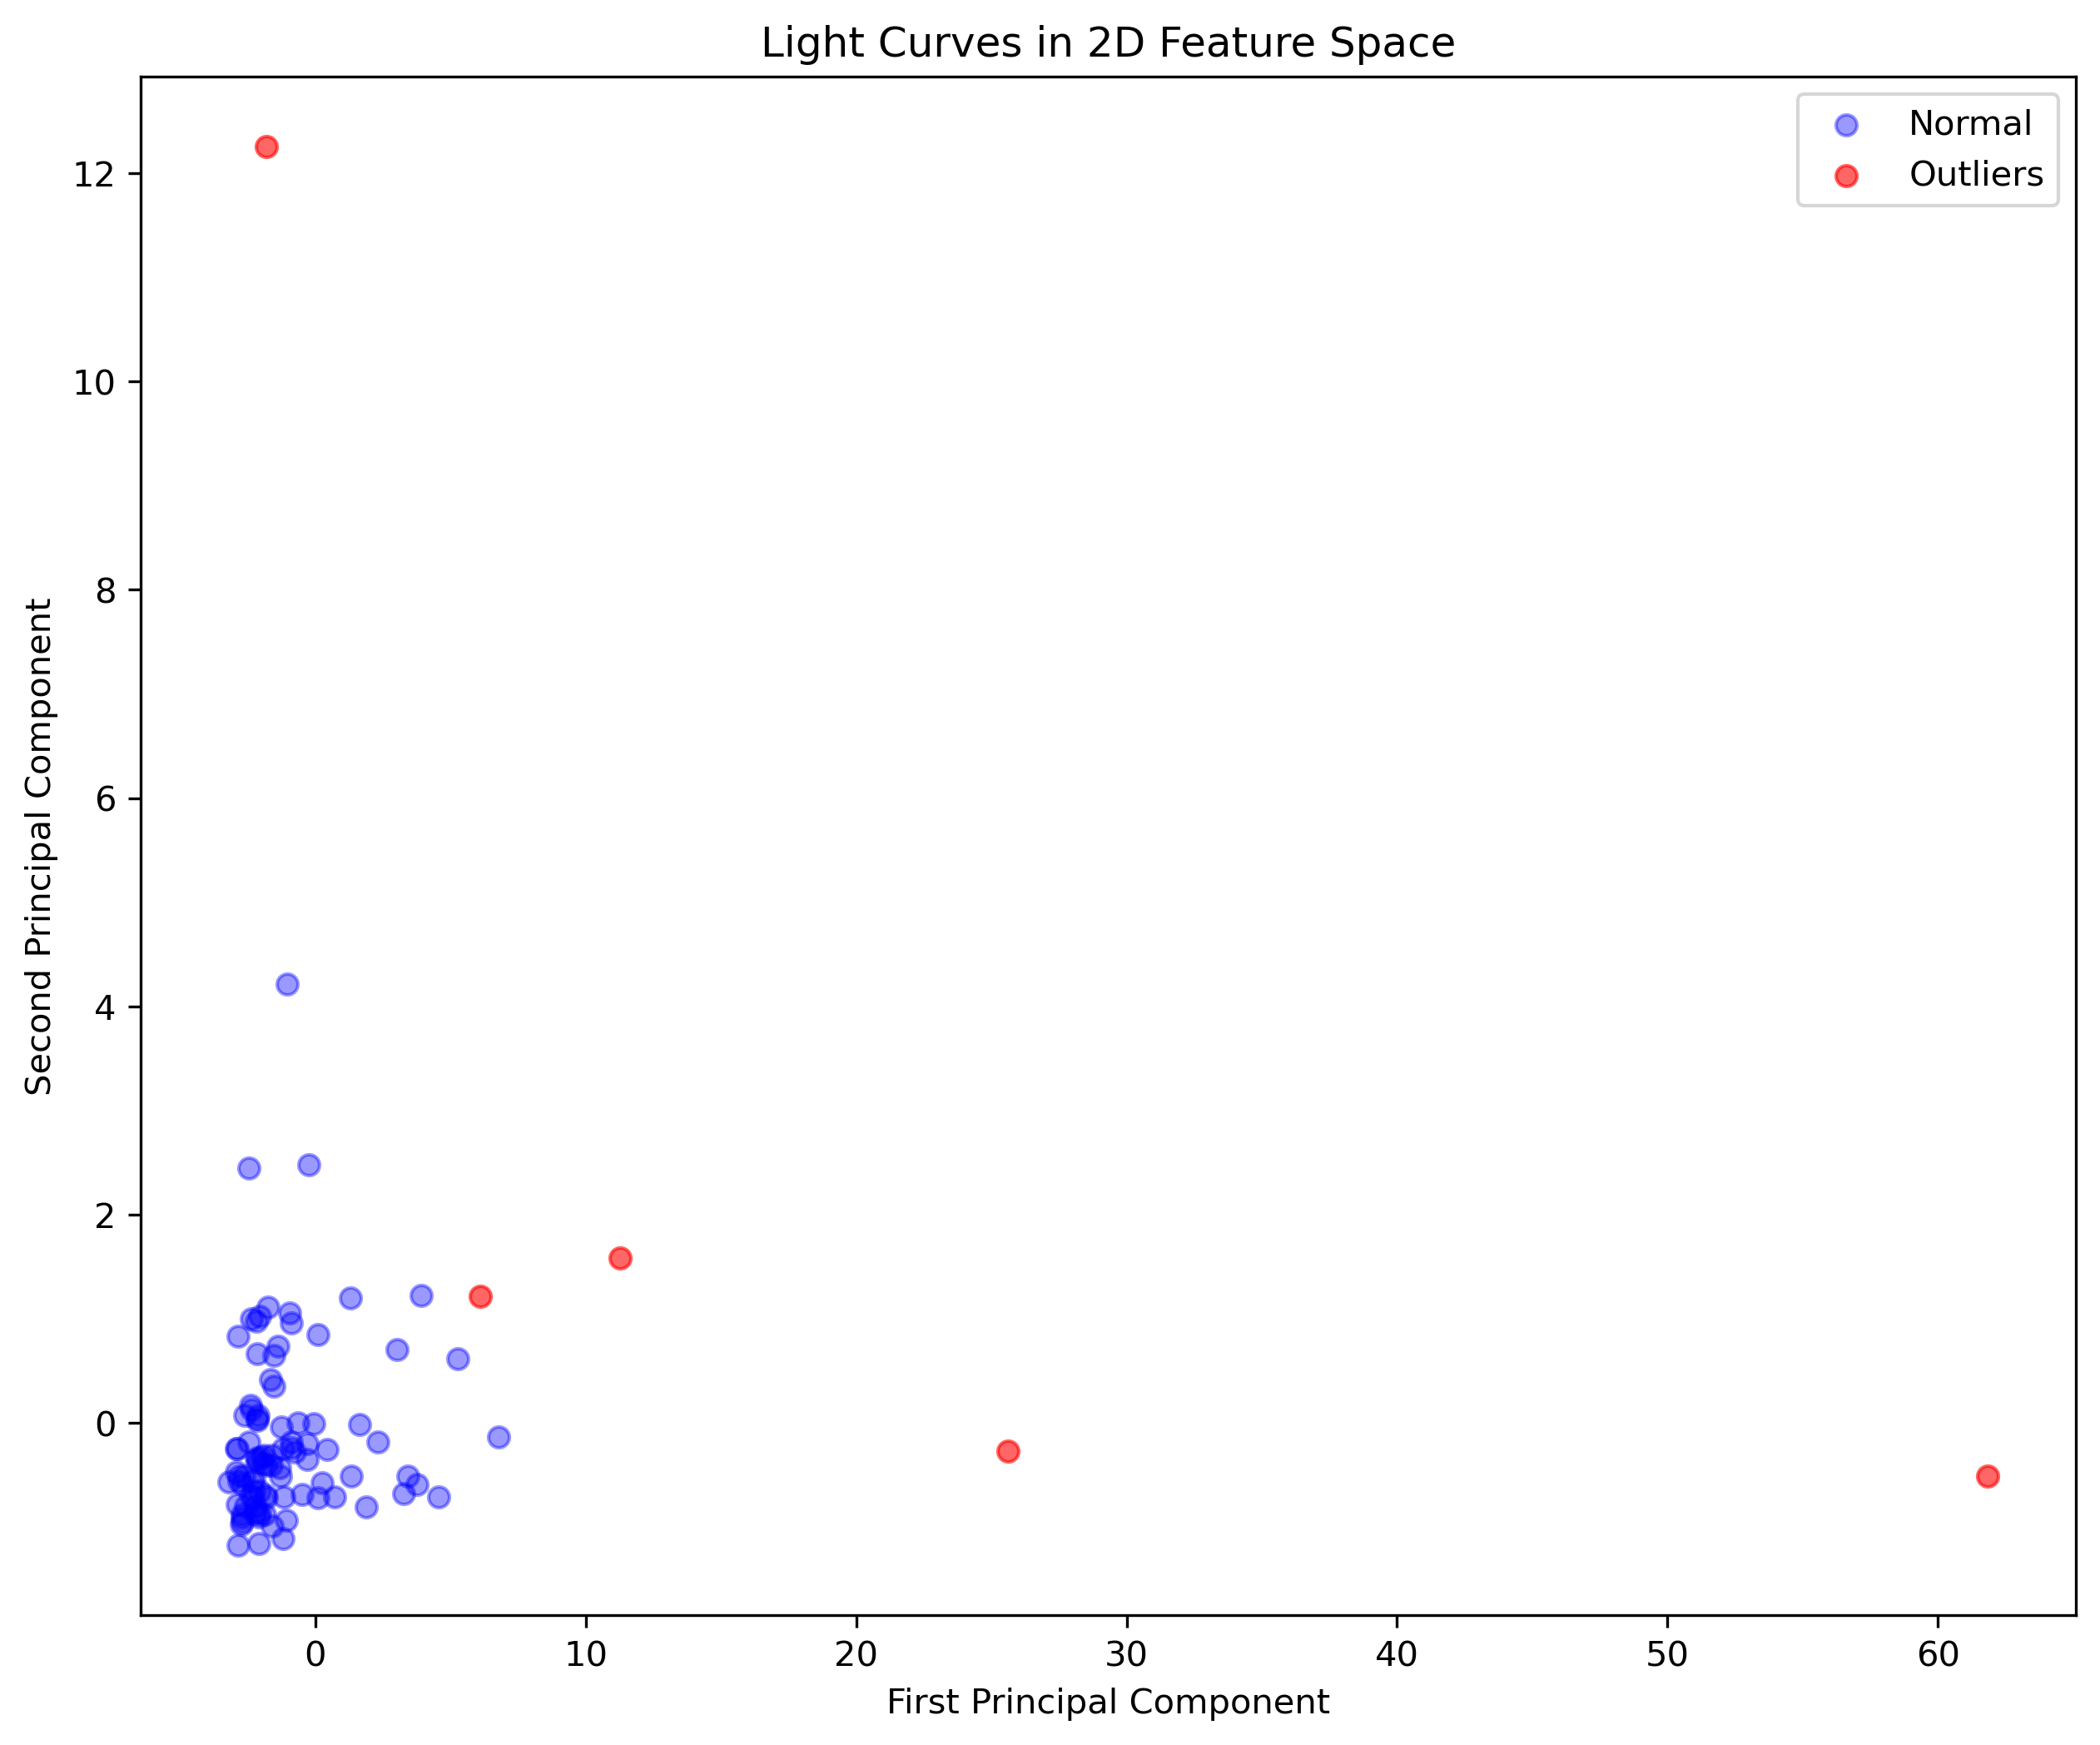 Light Curves in 2D Feature Space
Normal
Outliers
12
10
8
6
4
2
0
Second Principal Component
0 10 20 30 40 50 60
First Principal Component